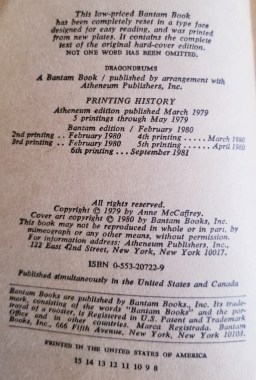 This low-priced Bantam Book
has been completely reset in a type face
designed for easy reading, and was printed
from new plates. It contains the complete
text of the original hard-cover edition.
NOT ONE WORD HAS BEEN OMITTED.
DRAGONDRUMS
A Bantam Book / published by arrangement with
Atheneum Publishers, Inc.
PRINTING HISTORY
Atheneum edition published March 1979
5 printings through May 1979
Bantam edition / February 1980
2nd printing .. February 1980 4th printing ..... March 1980
3rd printing .. February 1980 5th printing ..... April 1980
6th printing ... September 1981
All rights reserved.
Copyright © 1979 by Anne McCaffrey.
Cover art copyright © 1980 by Bantam Books, Inc.
This book may not be reproduced in whole or in part, by
mimeograph or any other means, without permission.
For information address: Atheneum Publishers, Inc.,
122 East 42nd Street, New York, New York 10017.
ISBN 0-553-20722-9
Published simultaneously in the United States and Canada
Bantam Books are published by Bantam Books, Inc. Its trade-
mark, consisting of the words "Bantam Books" and the por-
trayal of a rooster, is Registered in U.S. Patent and Trademark
Office and in other countries. Marca Registrada. Bantam
Books, Inc., 666 Fifth Avenue, New York, New York 10103.
PRINTED IN THE UNITED STATES OF AMERICA
15 14 13 12 11 10 9 8